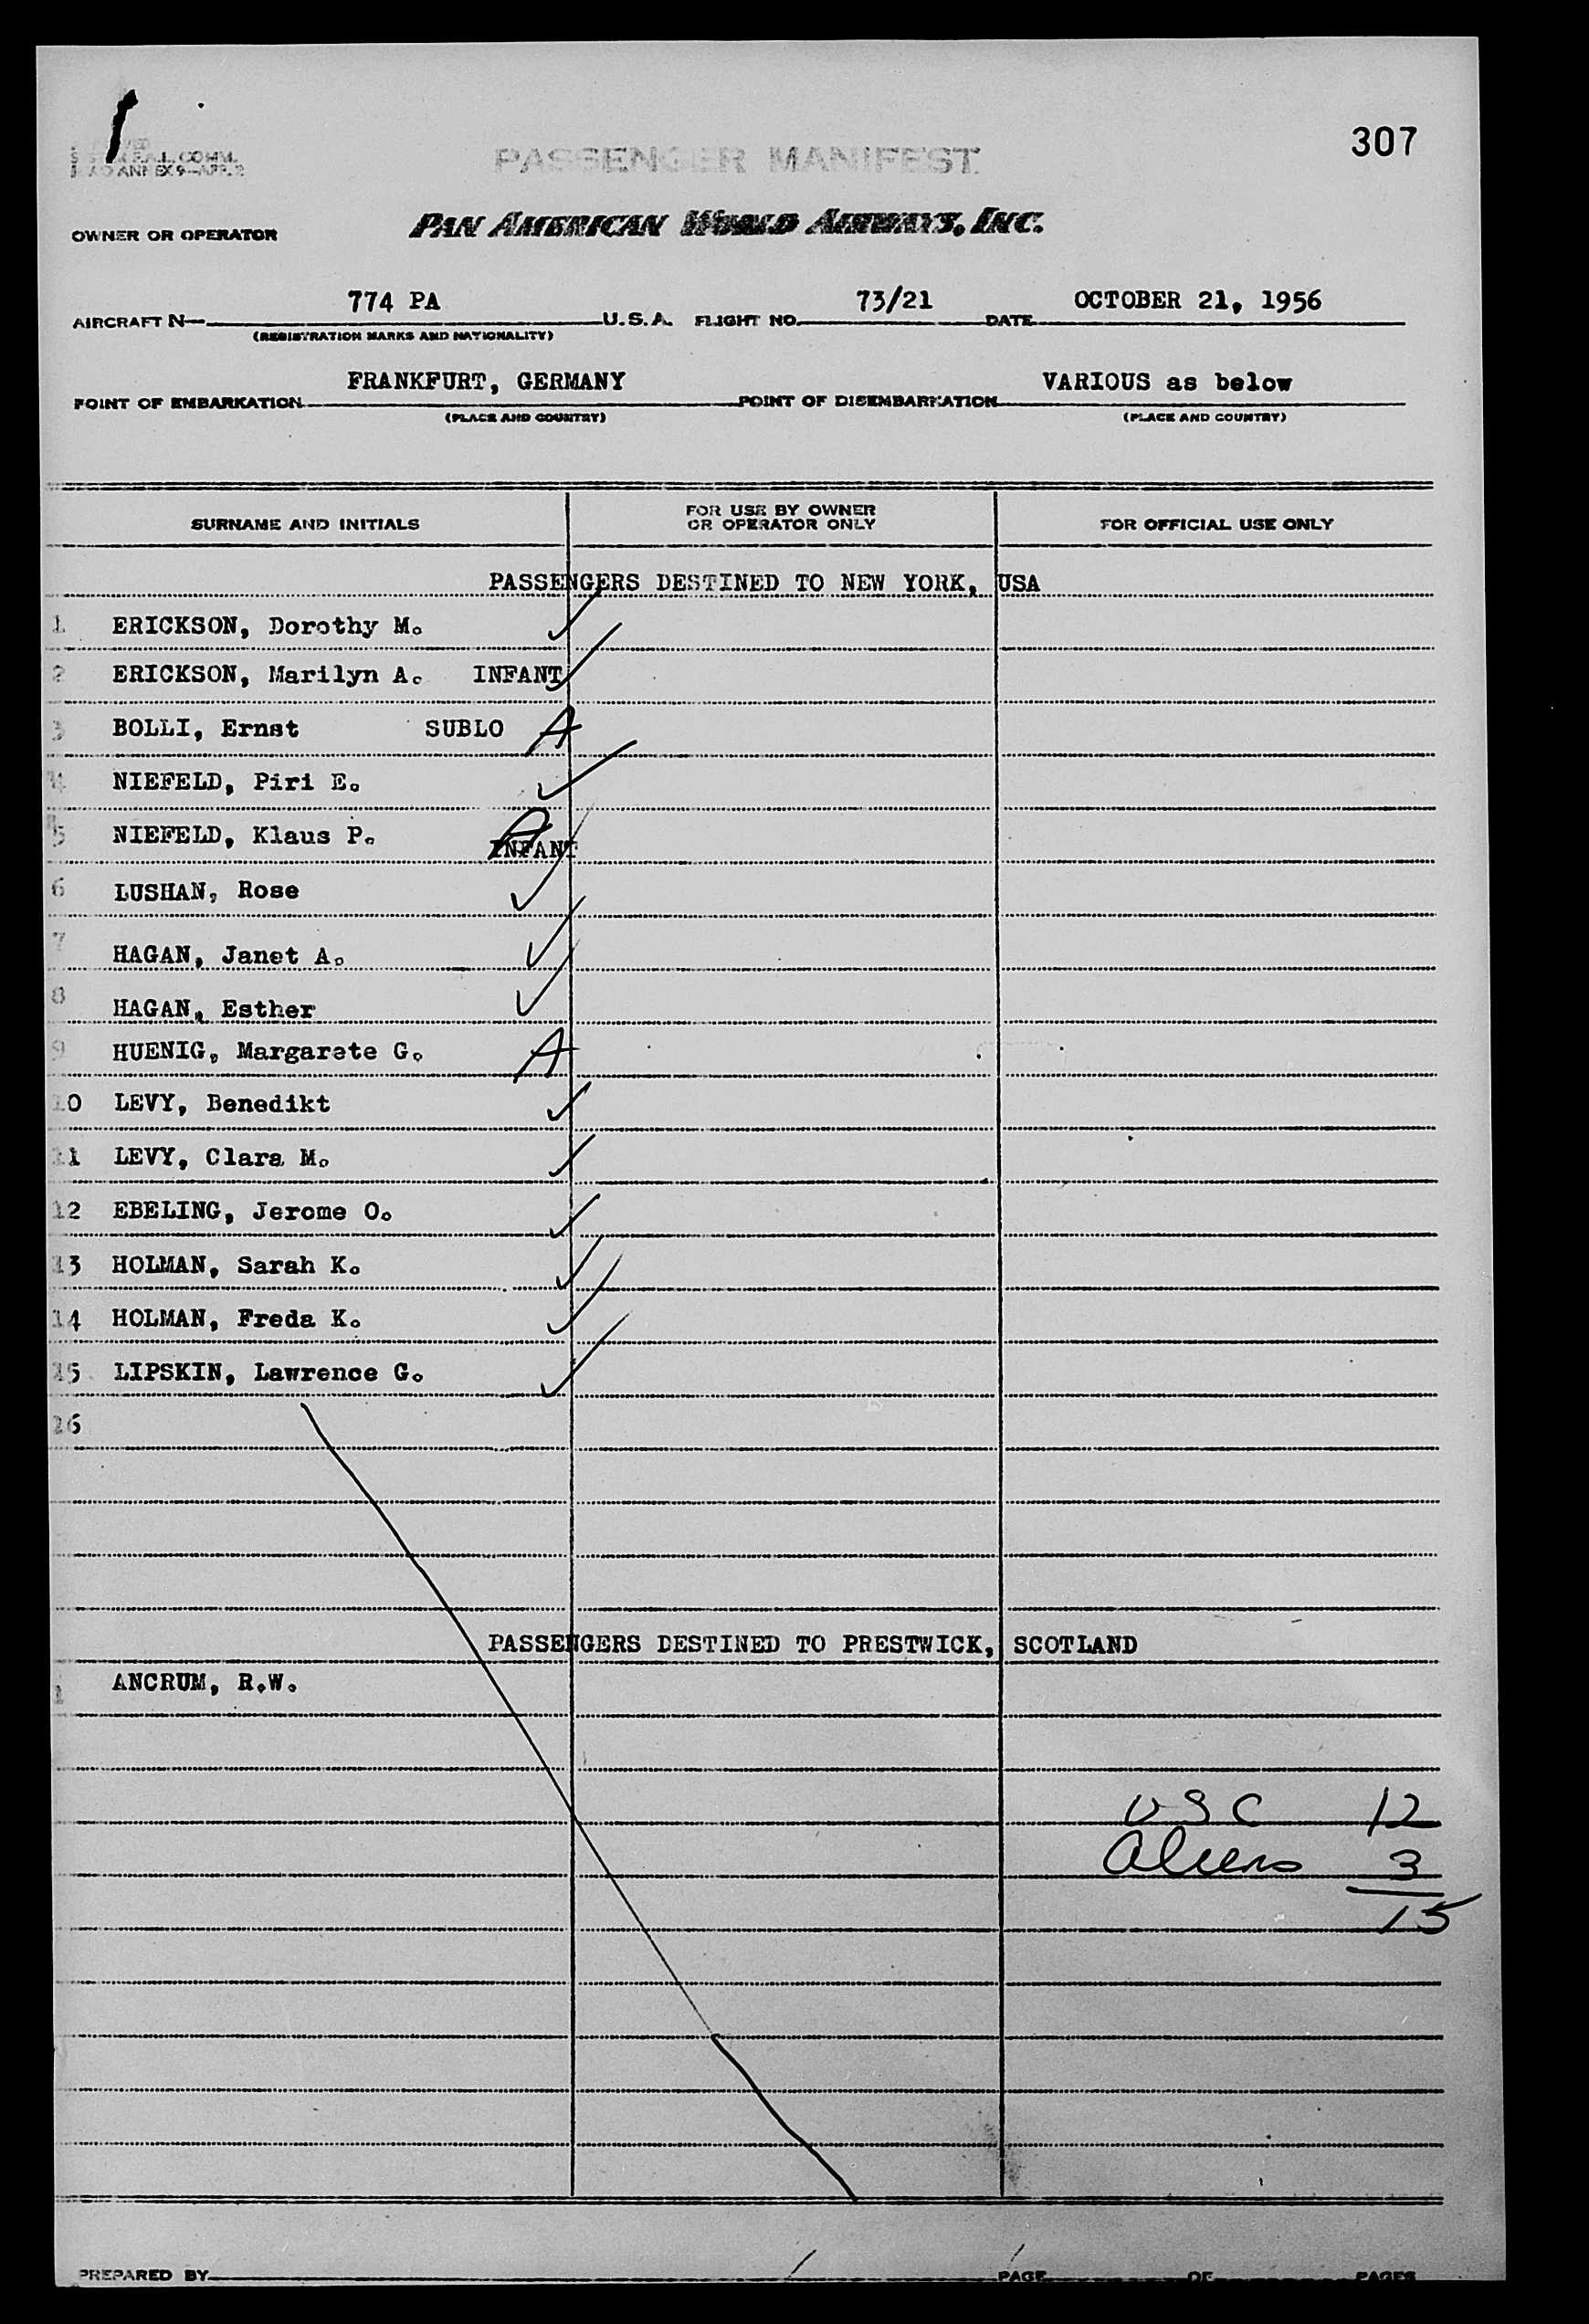 307
PASSENGER MANIFEST
OWNER OR OPERATOR PAN AMERICAN WORLD AIRWAYS, INC.
AIRCRAFT N— 774 PA U.S.A. FLIGHT NO. 73/21 DATE OCTOBER 21, 1956
(REGISTRATION MARKS AND NATIONALITY)
POINT OF EMBARKATION FRANKFURT, GERMANY POINT OF DISEMBARKATION VARIOUS as below
(PLACE AND COUNTRY) (PLACE AND COUNTRY)
SURNAME AND INITIALS FOR USE BY OWNER OR OPERATOR ONLY FOR OFFICIAL USE ONLY
PASSENGERS DESTINED TO NEW YORK, USA
1 ERICKSON, Dorothy M. ✓
2 ERICKSON, Marilyn A. INFANT ✓
3 BOLLI, Ernst SUBLO A
4 NIEFELD, Piri E. ✓
5 NIEFELD, Klaus P. INFANT A
6 LUSHAN, Rose ✓
7 HAGAN, Janet A. ✓
8 HAGAN, Esther ✓
9 HUENIG, Margarete G. A
10 LEVY, Benedikt ✓
11 LEVY, Clara M. ✓
12 EBELING, Jerome O. ✓
13 HOLMAN, Sarah K. ✓
14 HOLMAN, Freda K. ✓
15 LIPSKIN, Lawrence G. ✓
16
PASSENGERS DESTINED TO PRESTWICK, SCOTLAND
1 ANCRUM, R.W.
USC 12
Aliens 3
15
PREPARED BY PAGE OF PAGES